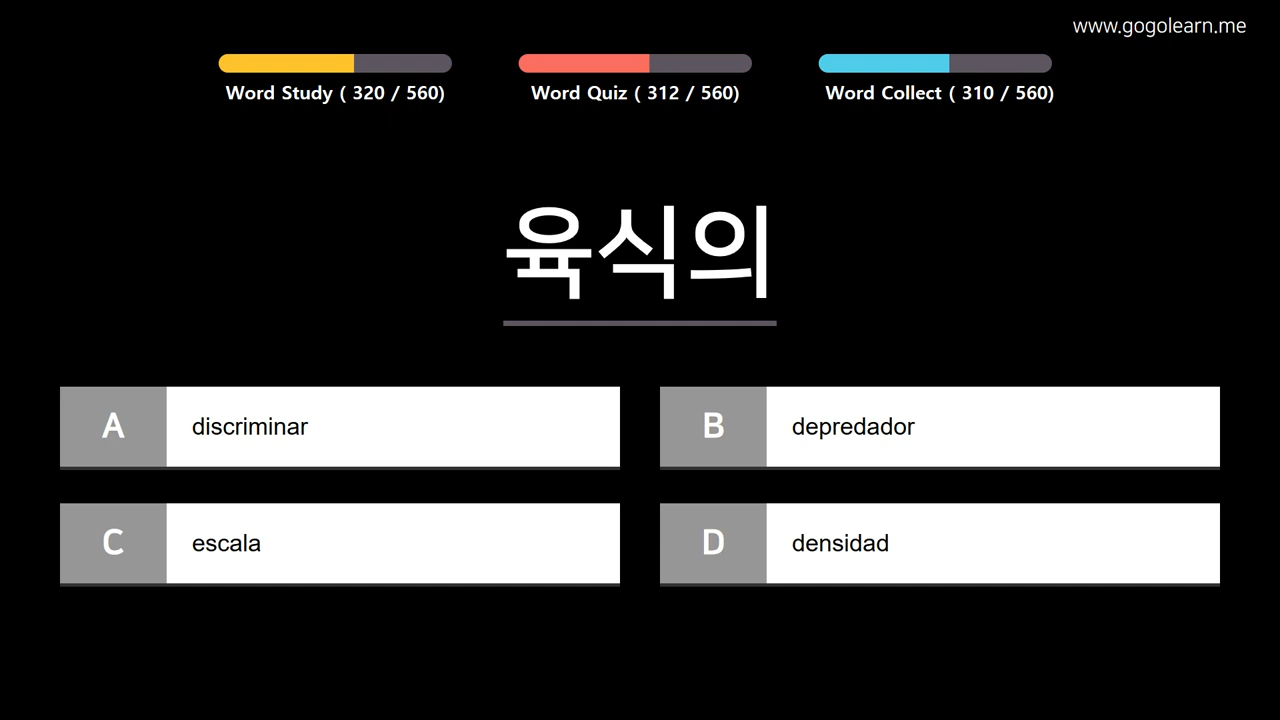 www.gogolearn.me
Word Study ( 320 / 560)
Word Quiz ( 312 / 560)
Word Collect ( 310 / 560)
육식의
A discriminar
B depredador
C escala
D densidad